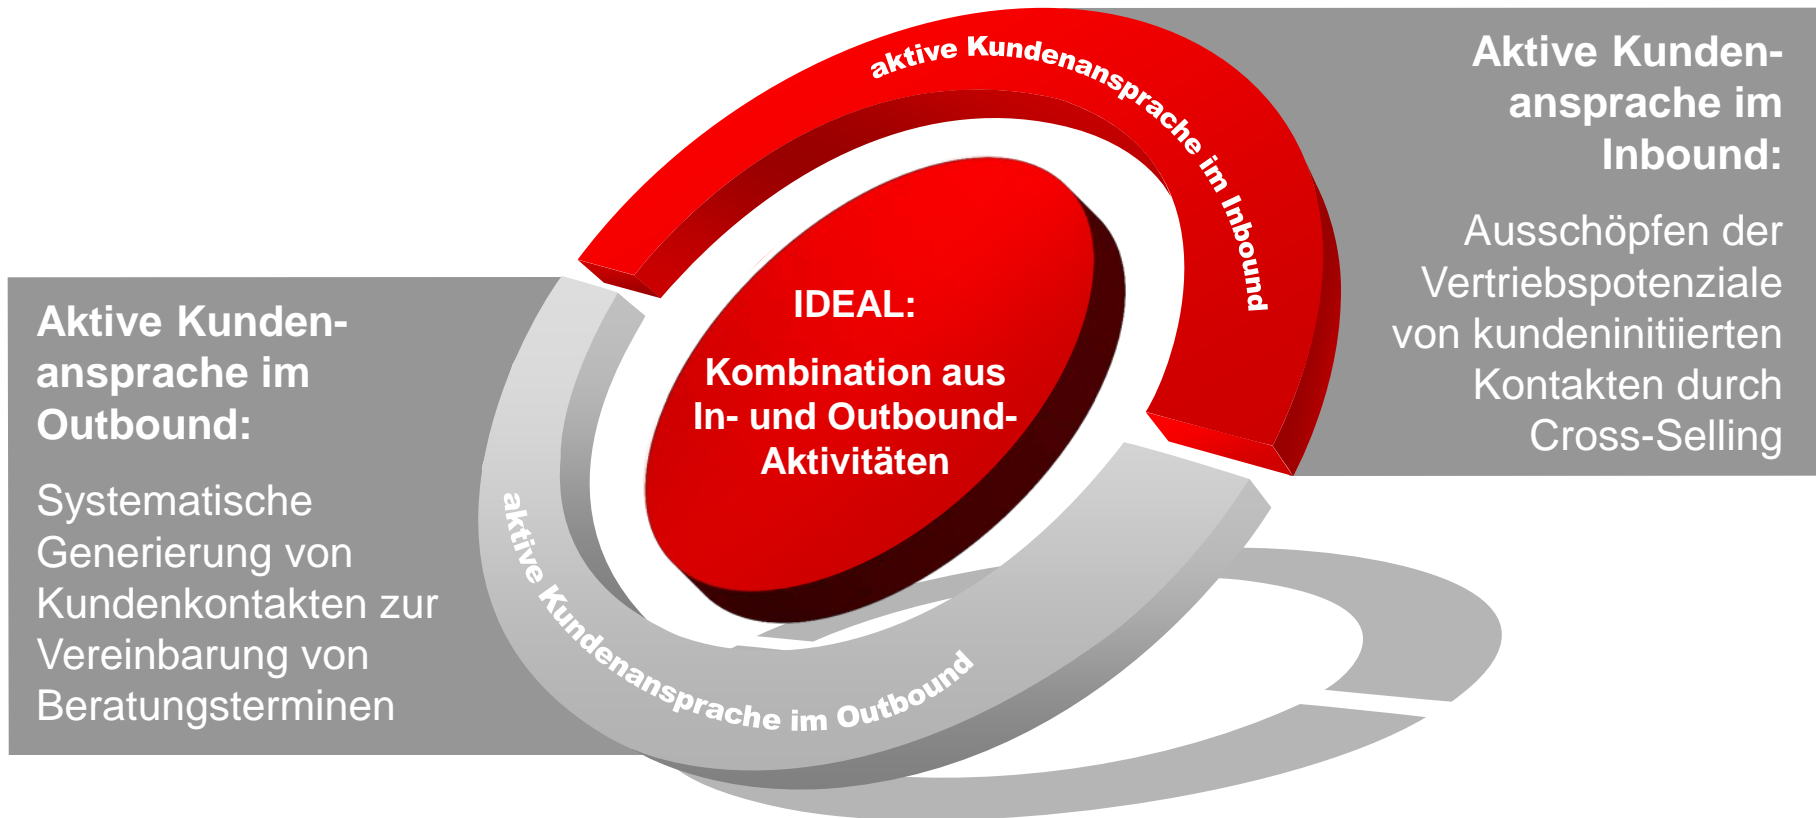 aktive Kundenansprache im Inbound
Aktive Kunden-
ansprache im
Inbound:
Ausschöpfen der
Vertriebspotenziale
von kundeninitiierten
Kontakten durch
Cross-Selling
IDEAL:
Kombination aus
In- und Outbound-
Aktivitäten
Aktive Kunden-
ansprache im
Outbound:
Systematische
Generierung von
Kundenkontakten zur
Vereinbarung von
Beratungsterminen
aktive Kundenansprache im Outbound